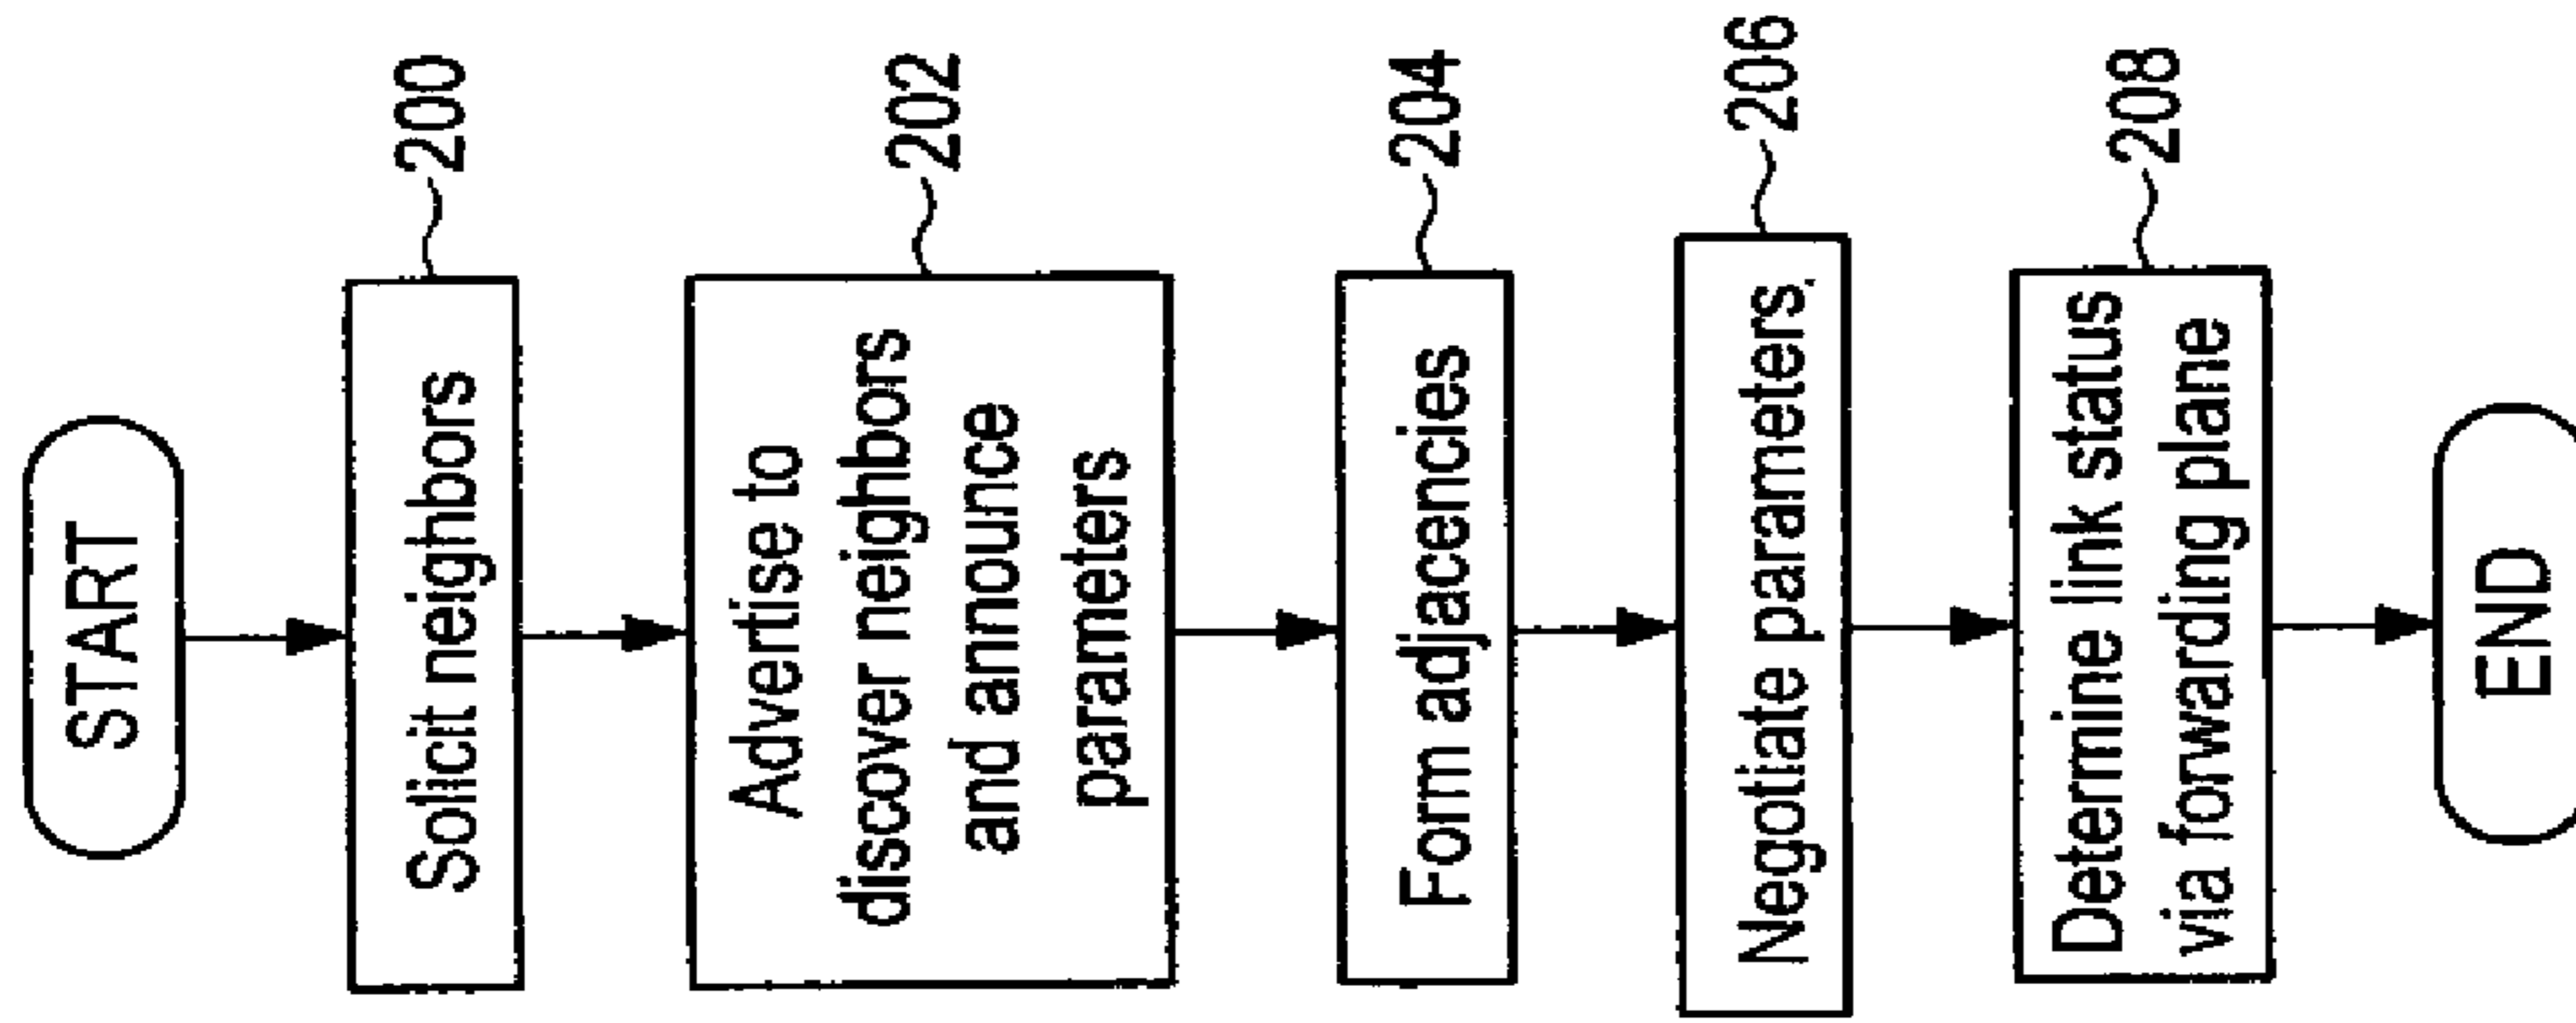 START
Solicit neighbors
200
Advertise to
discover neighbors
and announce
parameters
202
Form adjacencies
204
Negotiate parameters
206
Determine link status
via forwarding plane
208
END